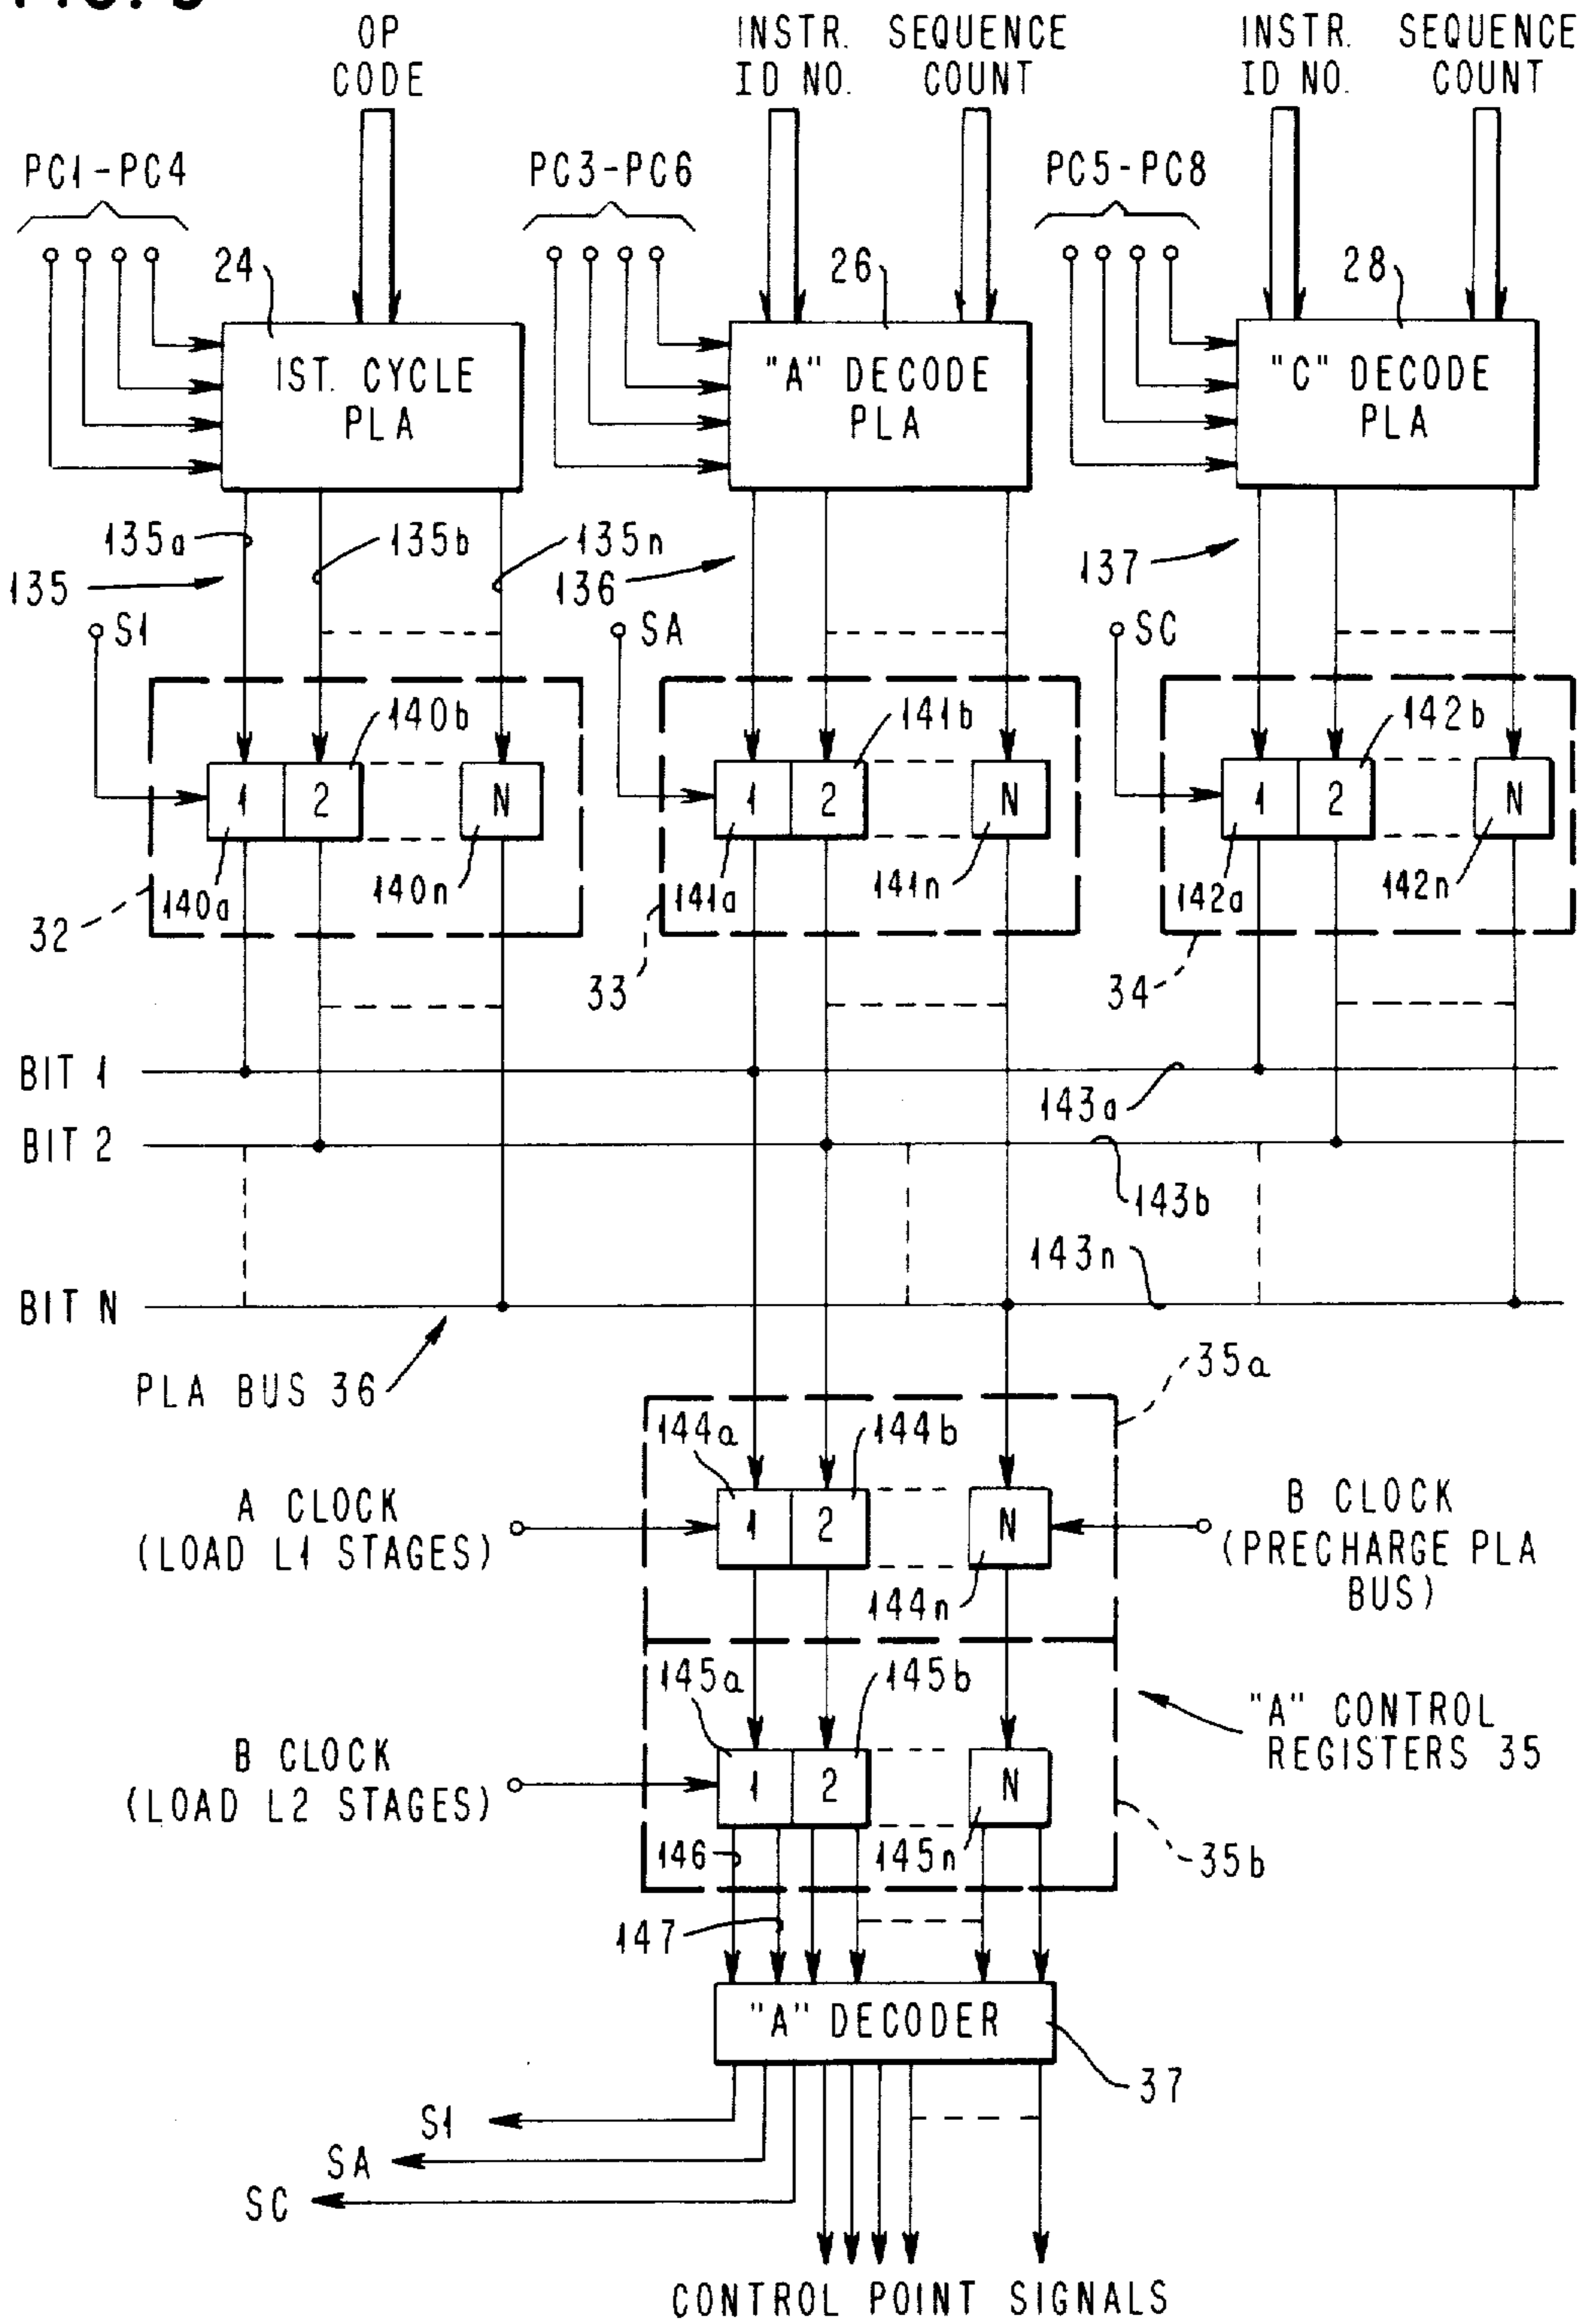 OP
CODE
INSTR.
ID NO.
SEQUENCE
COUNT
INSTR.
ID NO.
SEQUENCE
COUNT
PC1-PC4
PC3-PC6
PC5-PC8
24
26
28
1ST. CYCLE
PLA
"A" DECODE
PLA
"C" DECODE
PLA
135a
135b
135n
135
136
137
S1
SA
SC
140b
141b
142b
1 2 N
1 2 N
1 2 N
140a
140n
141a
141n
142a
142n
32
33
34
BIT 1
143a
BIT 2
143b
143n
BIT N
PLA BUS 36
35a
144a
144b
A CLOCK
(LOAD L1 STAGES)
1 2 N
B CLOCK
(PRECHARGE PLA
BUS)
144n
145a
145b
"A" CONTROL
REGISTERS 35
B CLOCK
(LOAD L2 STAGES)
1 2 N
146
145n
35b
147
"A" DECODER
37
S1
SA
SC
CONTROL POINT SIGNALS